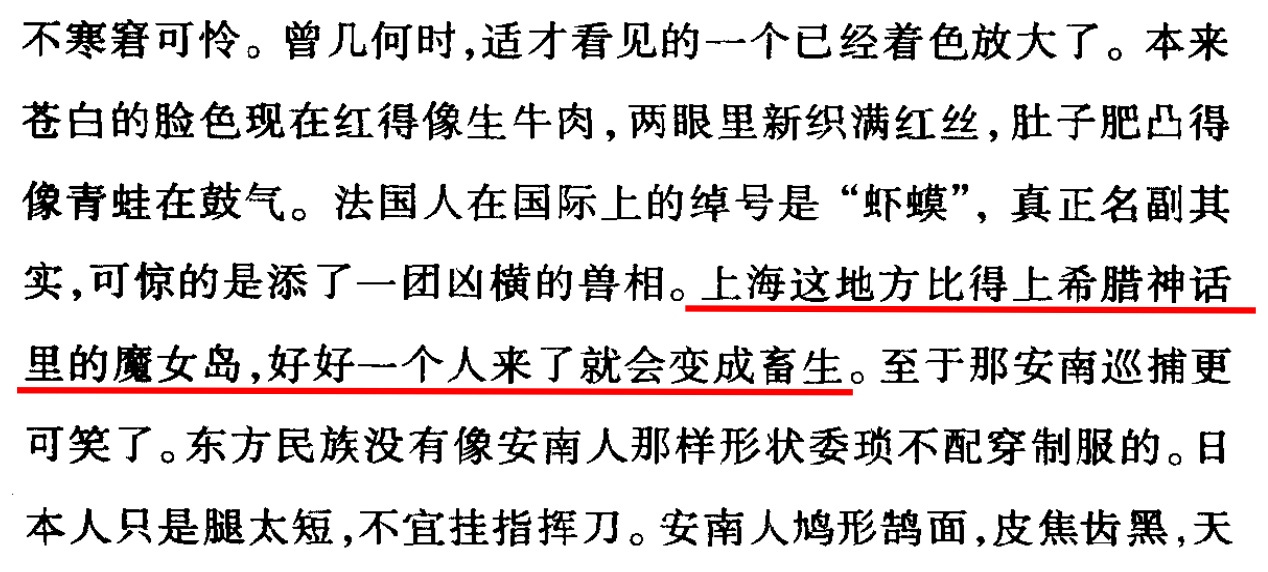 不寒窘可怜。曾几何时,适才看见的一个已经着色放大了。本来
苍白的脸色现在红得像生牛肉,两眼里新织满红丝,肚子肥凸得
像青蛙在鼓气。法国人在国际上的绰号是“虾蟆”,真正名副其
实,可惊的是添了一团凶横的兽相。上海这地方比得上希腊神话
里的魔女岛,好好一个人来了就会变成畜生。至于那安南巡捕更
可笑了。东方民族没有像安南人那样形状委琐不配穿制服的。日
本人只是腿太短,不宜挂指挥刀。安南人鸠形鹄面,皮焦齿黑,天